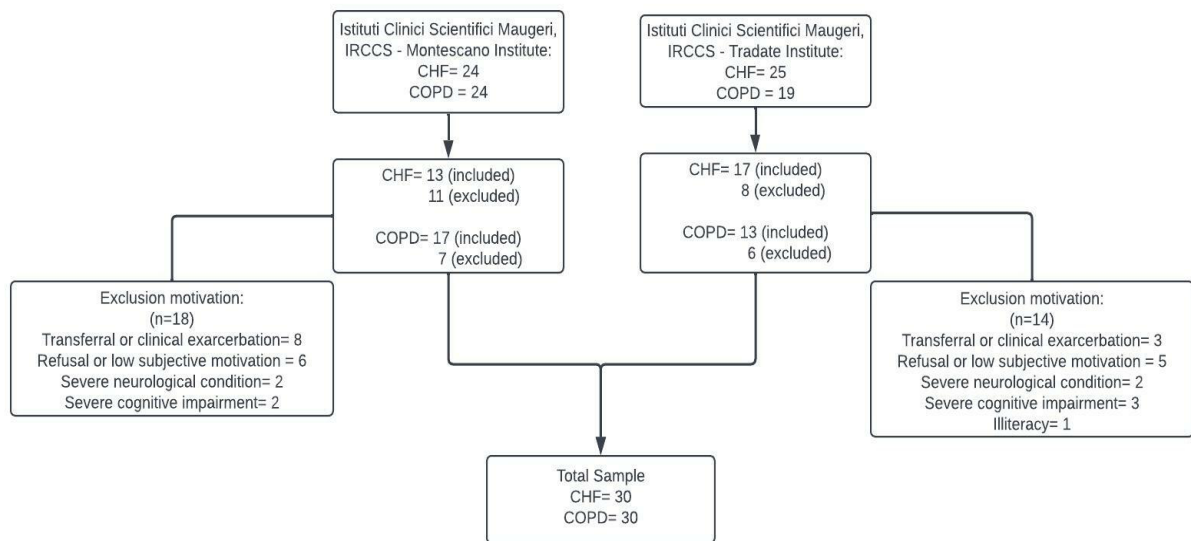 Istituti Clinici Scientifici Maugeri,
IRCCS - Montescano Institute:
CHF= 24
COPD = 24
Istituti Clinici Scientifici Maugeri,
IRCCS - Tradate Institute:
CHF= 25
COPD = 19
CHF= 13 (included)
11 (excluded)
COPD= 17 (included)
7 (excluded)
CHF= 17 (included)
8 (excluded)
COPD= 13 (included)
6 (excluded)
Exclusion motivation:
(n=18)
Transferral or clinical exarcerbation= 8
Refusal or low subjective motivation = 6
Severe neurological condition= 2
Severe cognitive impairment= 2
Exclusion motivation:
(n=14)
Transferral or clinical exarcerbation= 3
Refusal or low subjective motivation = 5
Severe neurological condition= 2
Severe cognitive impairment= 3
Illiteracy= 1
Total Sample
CHF= 30
COPD= 30